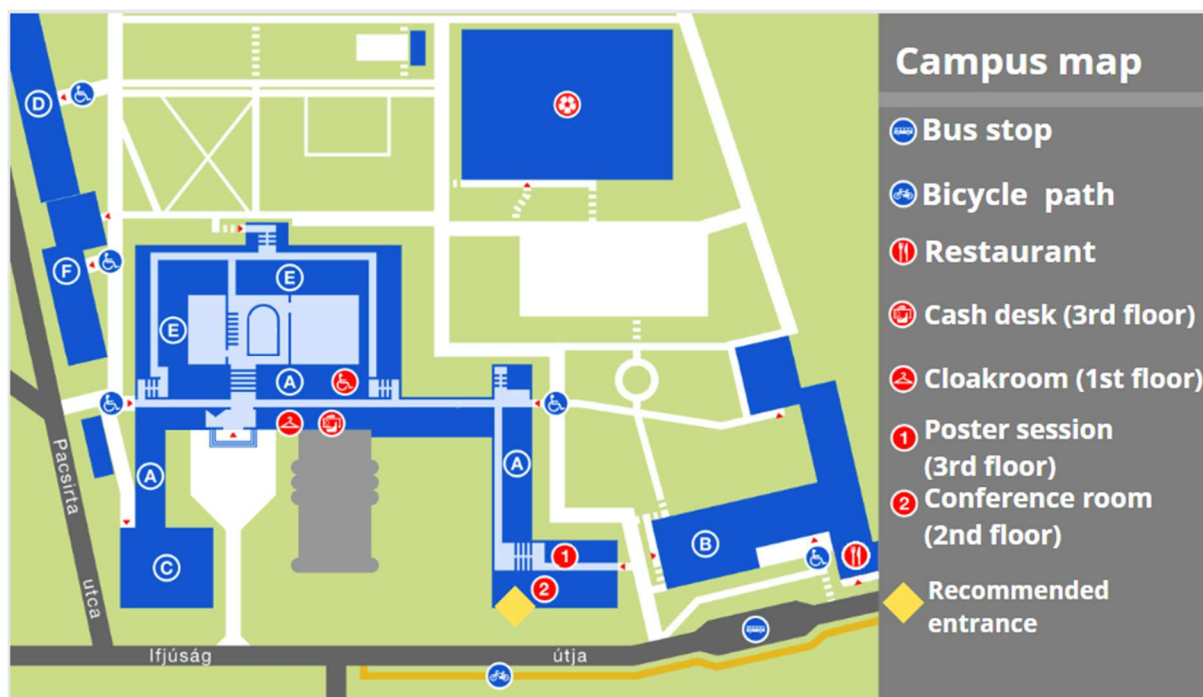 Campus map
Bus stop
Bicycle path
Restaurant
Cash desk (3rd floor)
Cloakroom (1st floor)
1 Poster session
(3rd floor)
2 Conference room
(2nd floor)
Recommended
entrance
D
F
E
E
A
A
A
C
B
1
2
Pacsirta utca
Ifjúság útja